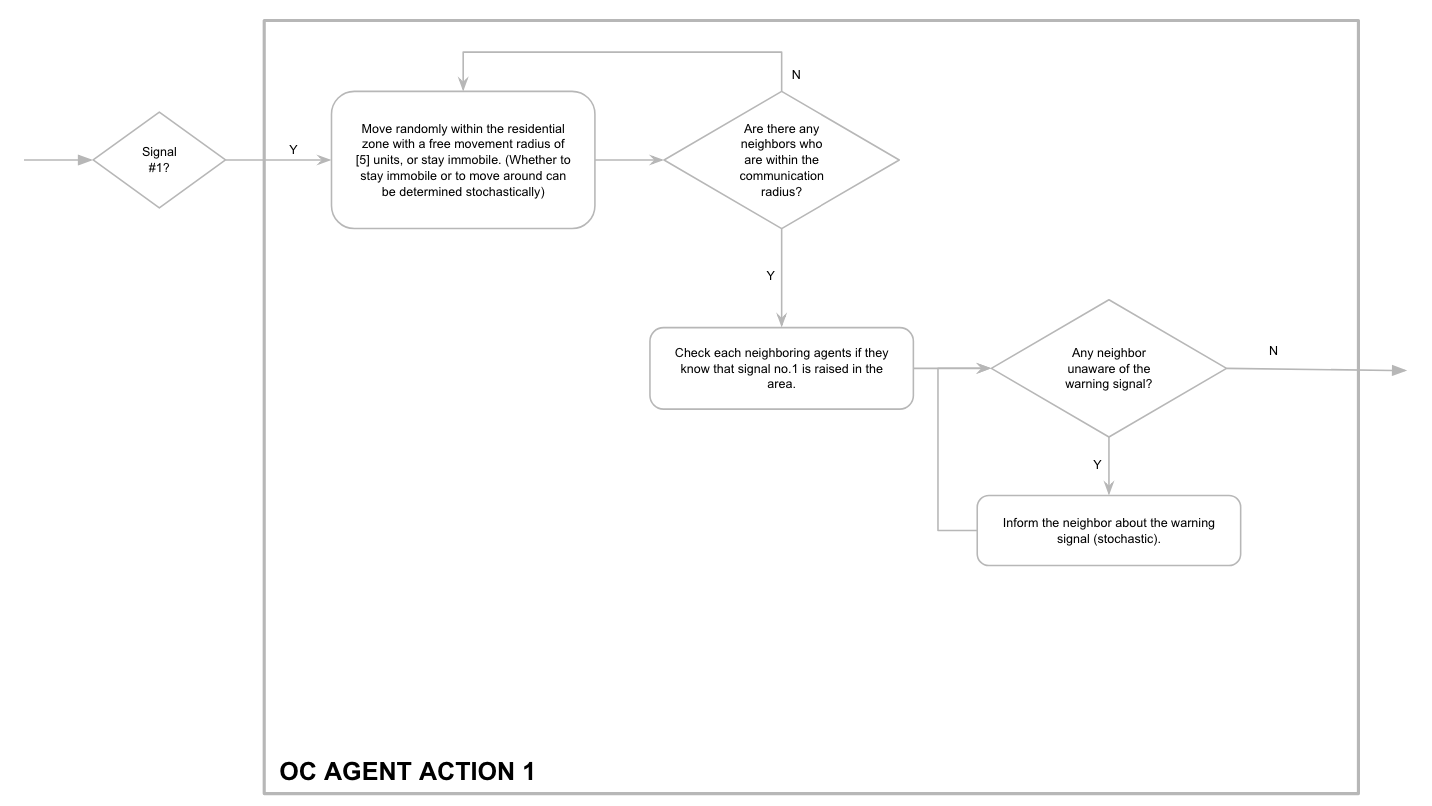 Signal
#1?
Y
Move randomly within the residential
zone with a free movement radius of
[5] units, or stay immobile. (Whether to
stay immobile or to move around can
be determined stochastically)
N
Are there any
neighbors who
are within the
communication
radius?
Y
Check each neighboring agents if they
know that signal no.1 is raised in the
area.
Any neighbor
unaware of the
warning signal?
N
Y
Inform the neighbor about the warning
signal (stochastic).
OC AGENT ACTION 1